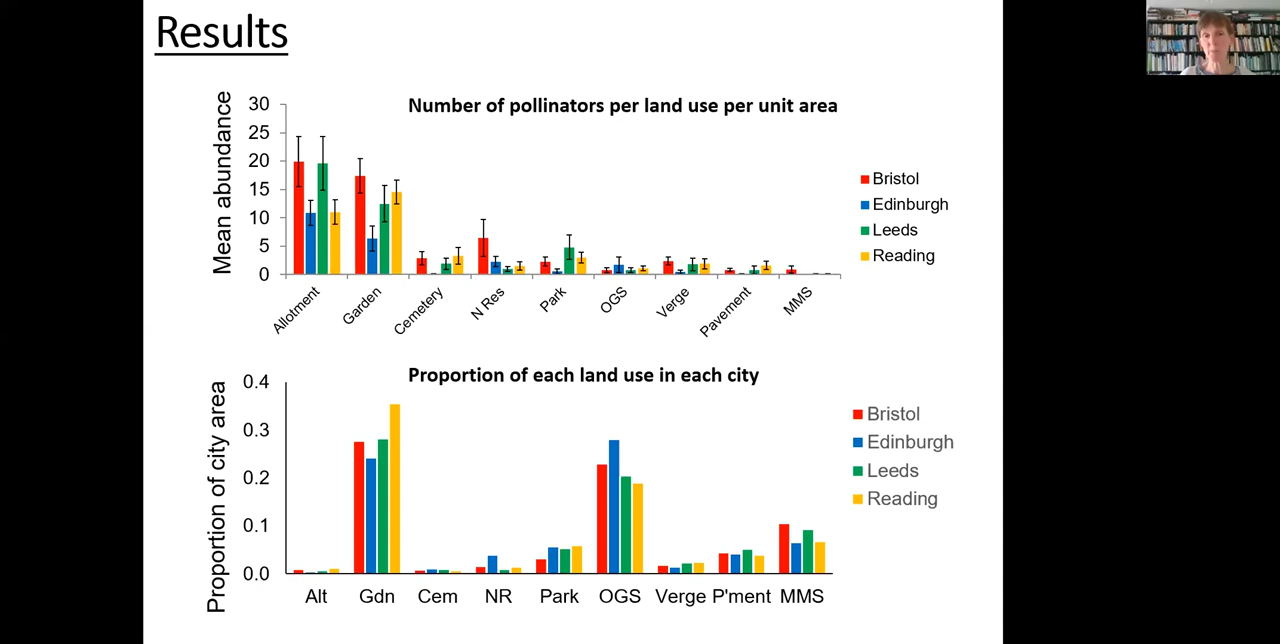 Results
Number of pollinators per land use per unit area
Mean abundance
30
25
20
15
10
5
0
Allotment
Garden
Cemetery
N Res
Park
OGS
Verge
Pavement
MMS
Bristol
Edinburgh
Leeds
Reading
Proportion of each land use in each city
Proportion of city area
0.4
0.3
0.2
0.1
0.0
Alt Gdn Cem NR Park OGS Verge P'ment MMS
Bristol
Edinburgh
Leeds
Reading